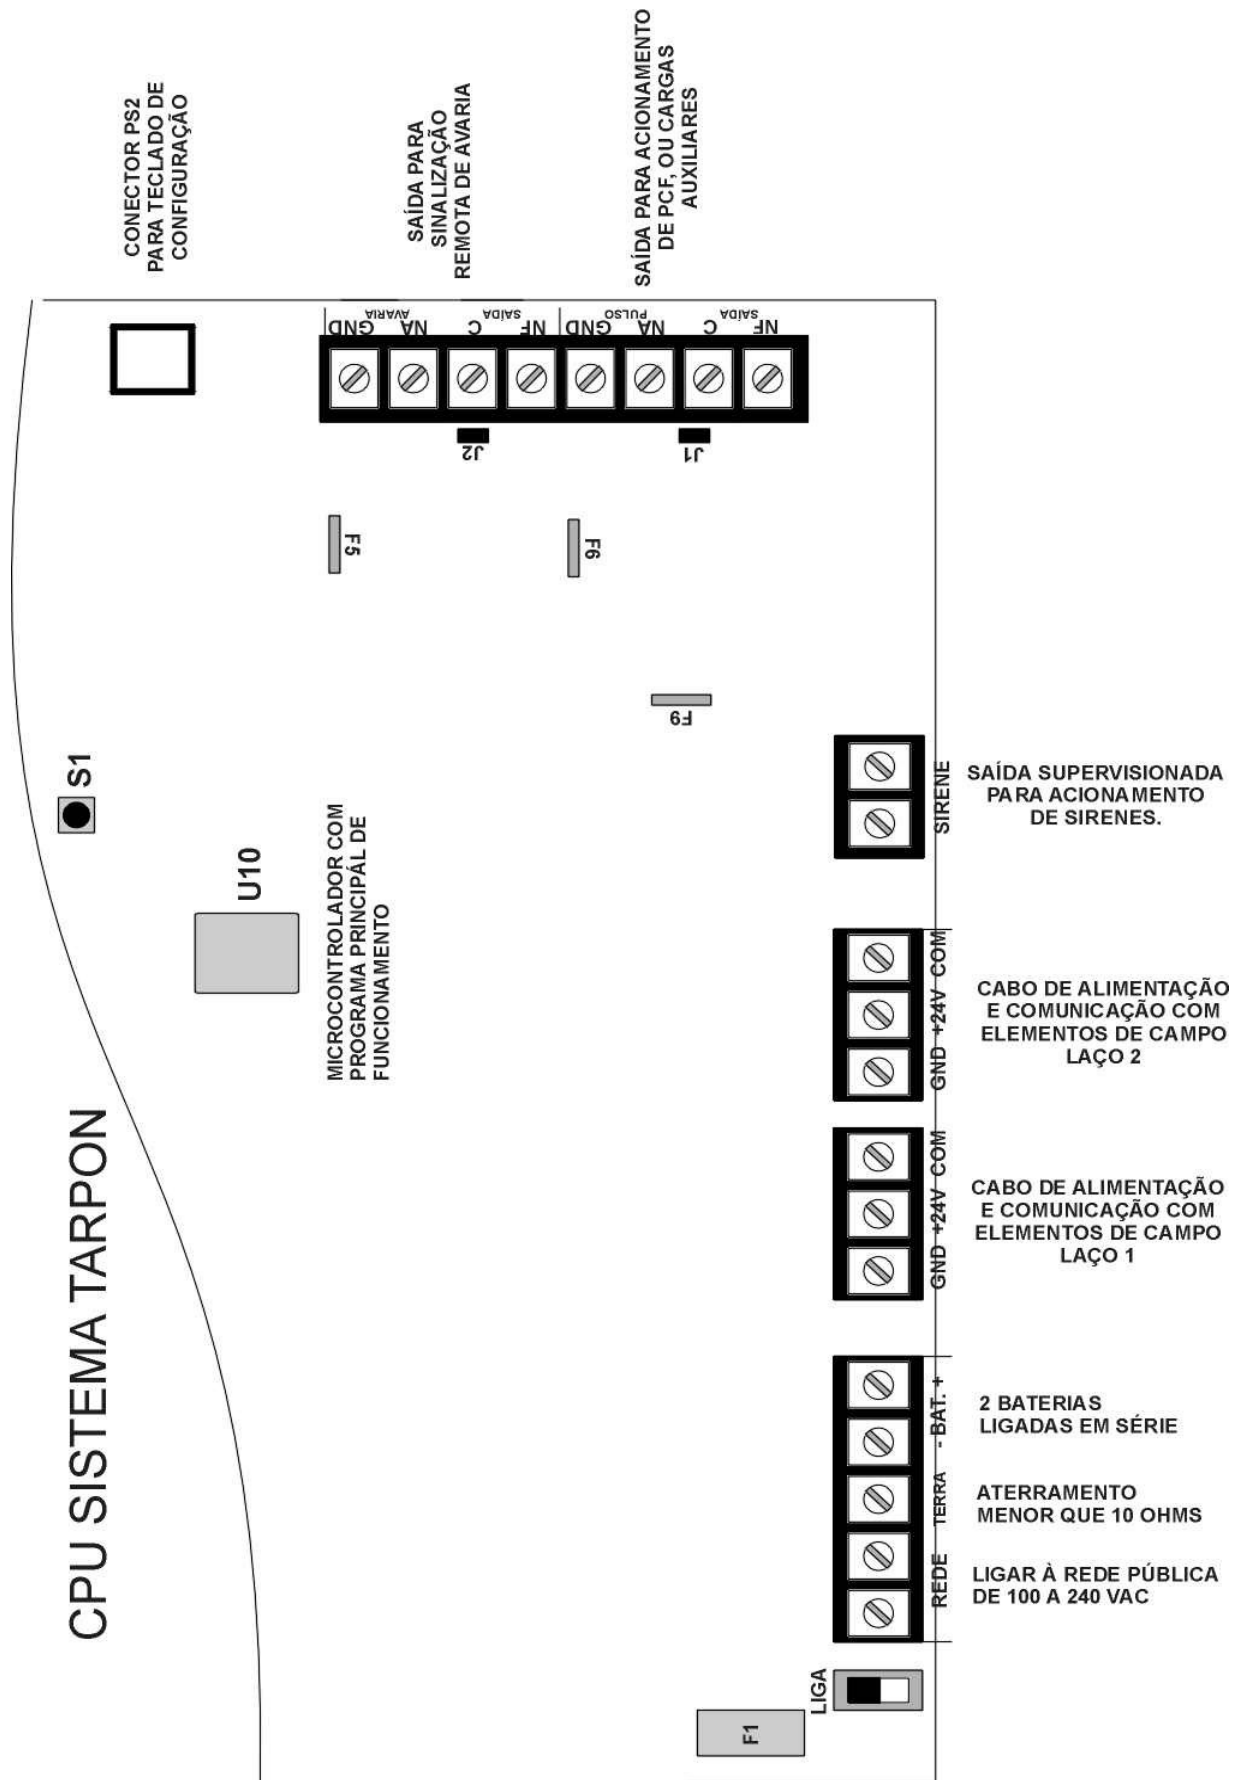 CPU SISTEMA TARPON
S1
U10
MICROCONTROLADOR COM
PROGRAMA PRINCIPÁL DE
FUNCIONAMENTO
CONECTOR PS2
PARA TECLADO DE
CONFIGURAÇÃO
SAÍDA PARA
SINALIZAÇÃO
REMOTA DE AVARIA
SAÍDA PARA ACIONAMENTO
DE PCF, OU CARGAS
AUXILIARES
GND
AVARIA
NA
C
SAÍDA
NF
GND
PULSO
NA
C
SAÍDA
NF
J2
J1
F5
F6
F9
SIRENE
SAÍDA SUPERVISIONADA
PARA ACIONAMENTO
DE SIRENES.
GND +24V COM
CABO DE ALIMENTAÇÃO
E COMUNICAÇÃO COM
ELEMENTOS DE CAMPO
LAÇO 2
GND +24V COM
CABO DE ALIMENTAÇÃO
E COMUNICAÇÃO COM
ELEMENTOS DE CAMPO
LAÇO 1
- BAT. +
2 BATERIAS
LIGADAS EM SÉRIE
TERRA
ATERRAMENTO
MENOR QUE 10 OHMS
REDE
LIGAR À REDE PÚBLICA
DE 100 A 240 VAC
LIGA
F1